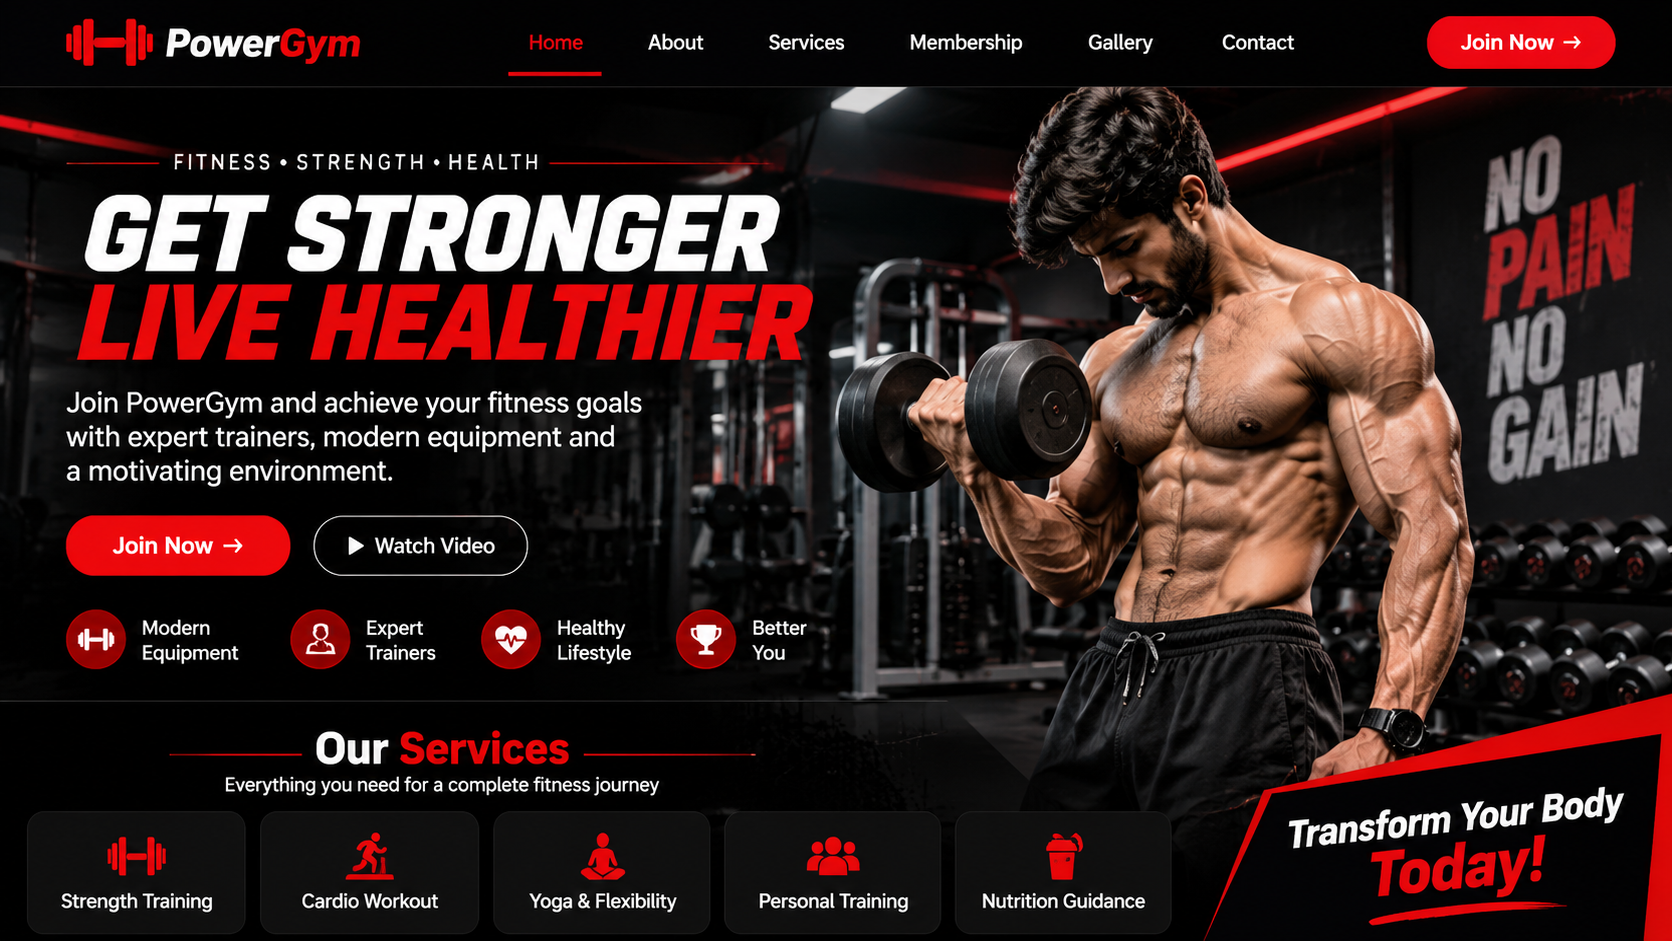 PowerGym
Home
About
Services
Membership
Gallery
Contact
Join Now →
FITNESS • STRENGTH • HEALTH
GET STRONGER
LIVE HEALTHIER
Join PowerGym and achieve your fitness goals
with expert trainers, modern equipment and
a motivating environment.
Join Now →
Watch Video
Modern
Equipment
Expert
Trainers
Healthy
Lifestyle
Better
You
NO
PAIN
NO
GAIN
Our Services
Everything you need for a complete fitness journey
Strength Training
Cardio Workout
Yoga & Flexibility
Personal Training
Nutrition Guidance
Transform Your Body
Today!